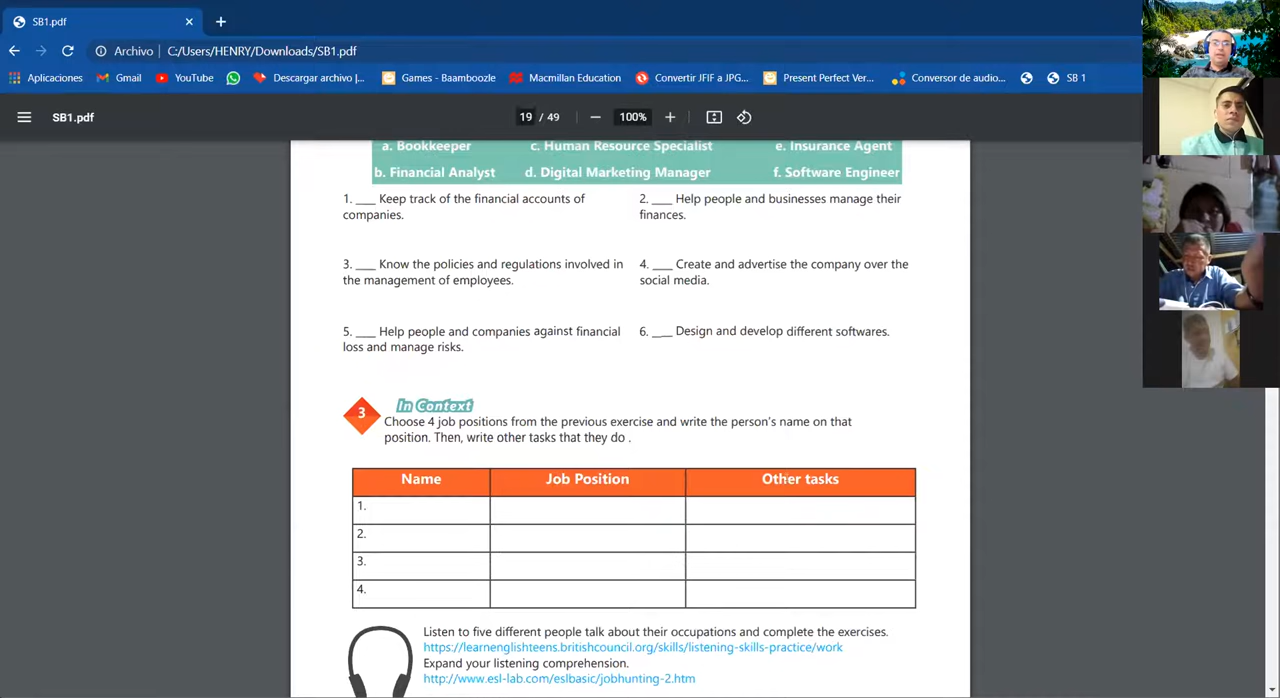 SB1.pdf
Archivo C:/Users/HENRY/Downloads/SB1.pdf
Aplicaciones Gmail YouTube Descargar archivo |... Games - Baamboozle Macmillan Education Convertir JFIF a JPG... Present Perfect Ver... Conversor de audio... SB 1
SB1.pdf 19 / 49 100%
a. Bookkeeper c. Human Resource Specialist e. Insurance Agent
b. Financial Analyst d. Digital Marketing Manager f. Software Engineer
1. ___ Keep track of the financial accounts of
companies.
2. ___ Help people and businesses manage their
finances.
3. ___ Know the policies and regulations involved in
the management of employees.
4. ___ Create and advertise the company over the
social media.
5. ___ Help people and companies against financial
loss and manage risks.
6. ___ Design and develop different softwares.
3 In Context
Choose 4 job positions from the previous exercise and write the person's name on that
position. Then, write other tasks that they do .
Name Job Position Other tasks
1.
2.
3.
4.
Listen to five different people talk about their occupations and complete the exercises.
https://learnenglishteens.britishcouncil.org/skills/listening-skills-practice/work
Expand your listening comprehension.
http://www.esl-lab.com/eslbasic/jobhunting-2.htm